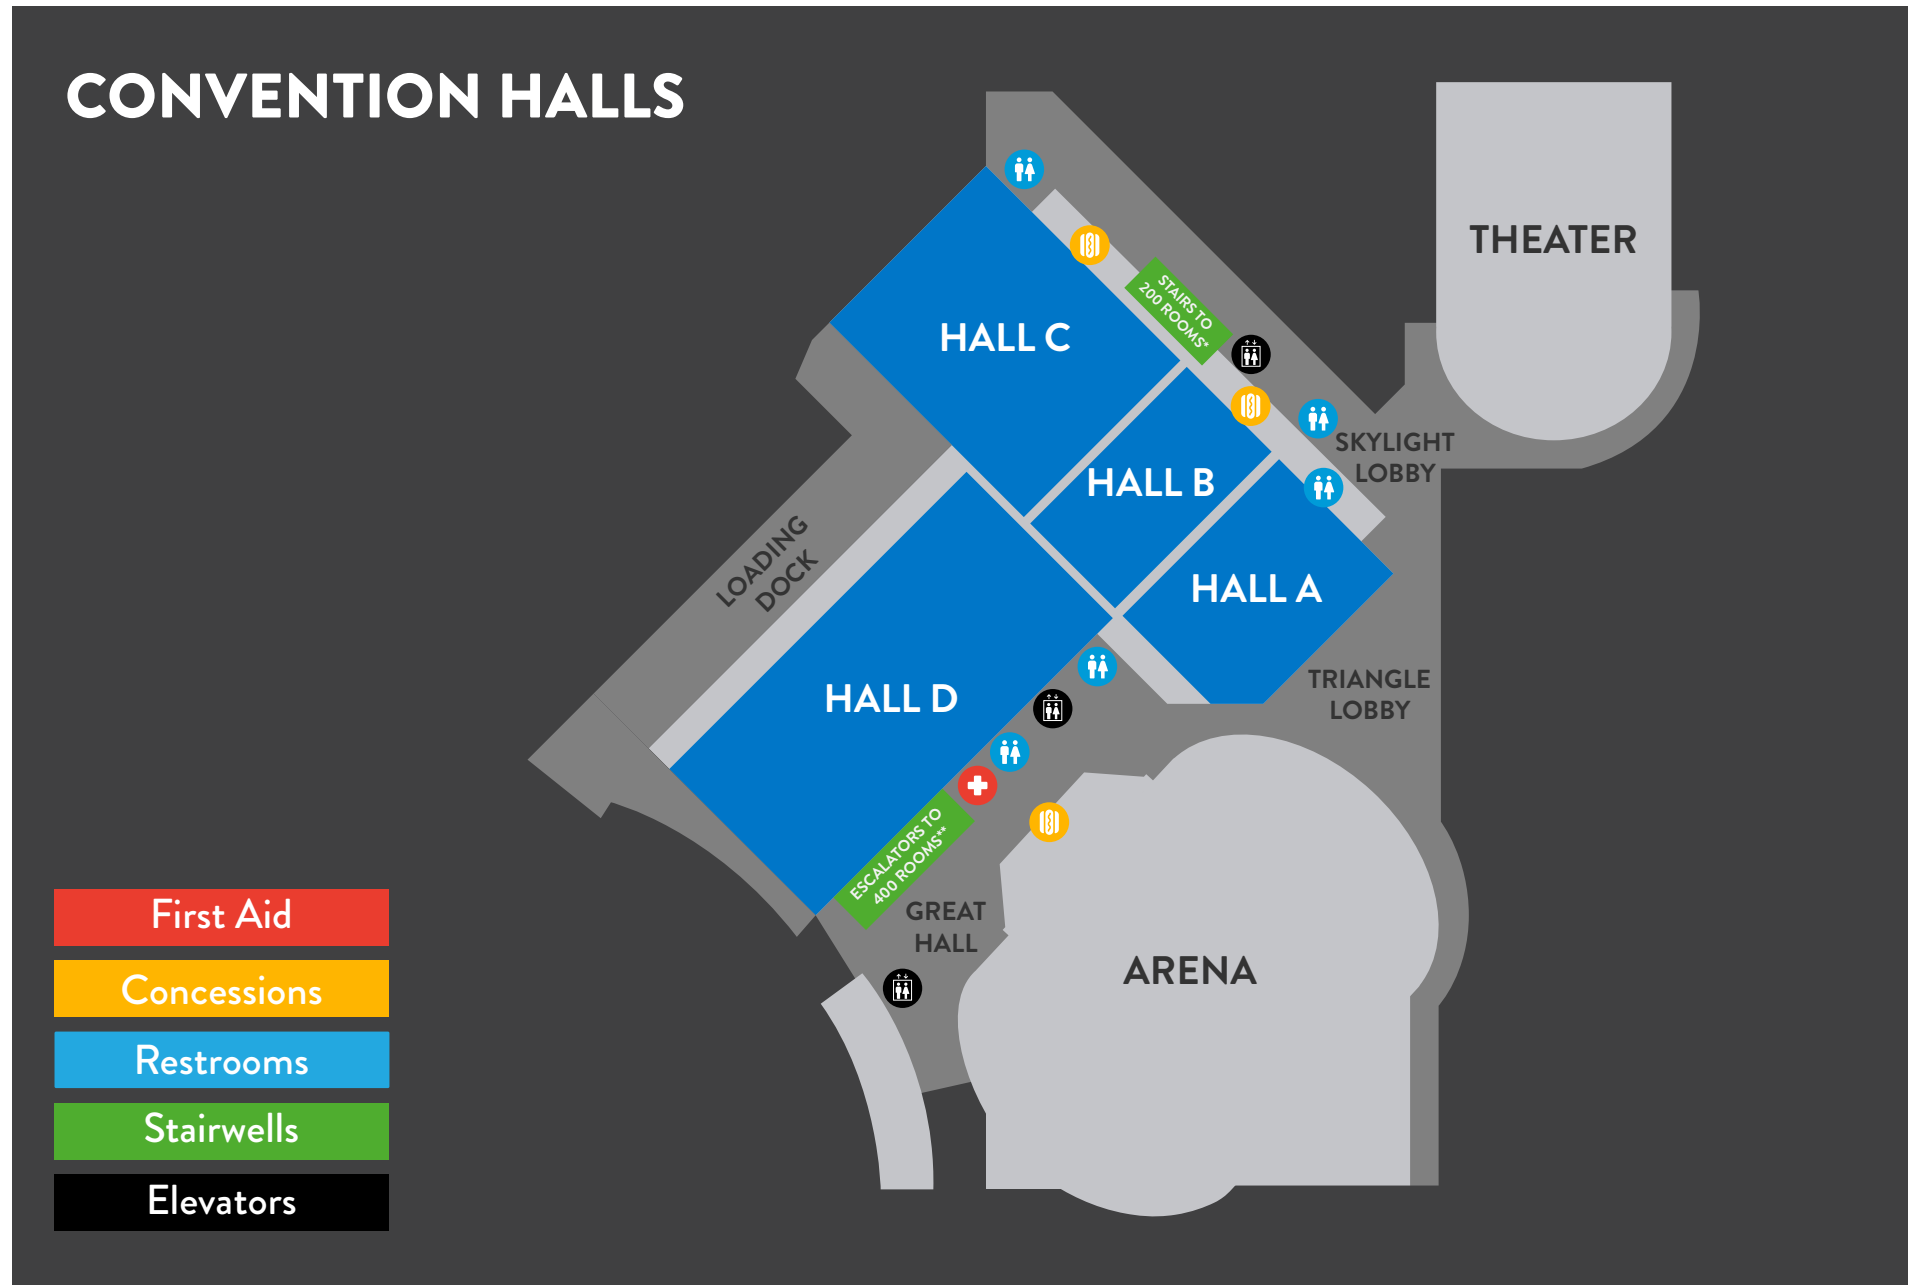 CONVENTION HALLS
THEATER
STAIRS TO
200 ROOMS*
HALL C
SKYLIGHT
LOBBY
HALL B
LOADING
DOCK
HALL A
TRIANGLE
LOBBY
HALL D
ESCALATORS TO
400 ROOMS**
GREAT
HALL
ARENA
First Aid
Concessions
Restrooms
Stairwells
Elevators